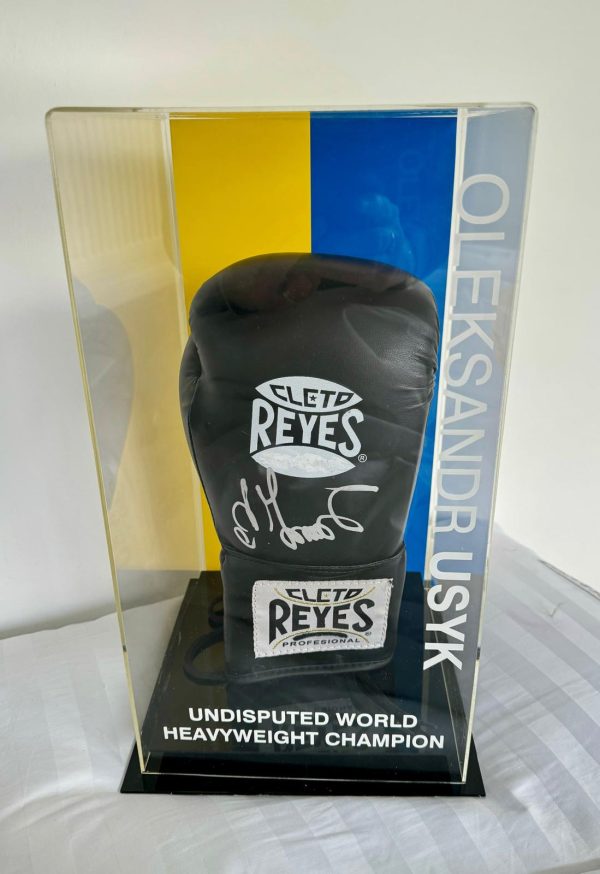 OLEKSANDR USYK
CLETO
REYES
®
CLETO
REYES
®
PROFESIONAL
UNDISPUTED WORLD
HEAVYWEIGHT CHAMPION